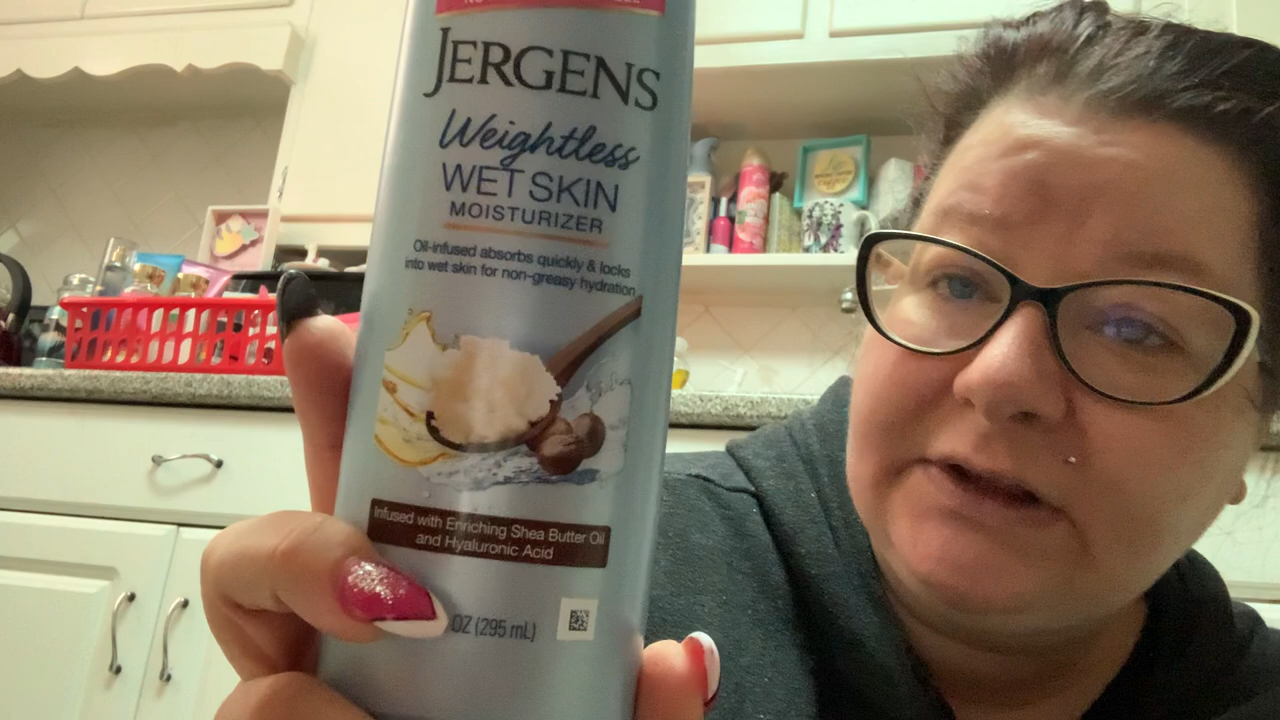 JERGENS
Weightless
WET SKIN
MOISTURIZER
Oil-infused absorbs quickly & locks
into wet skin for non-greasy hydration
Infused with Enriching Shea Butter Oil
and Hyaluronic Acid
OZ (295 mL)